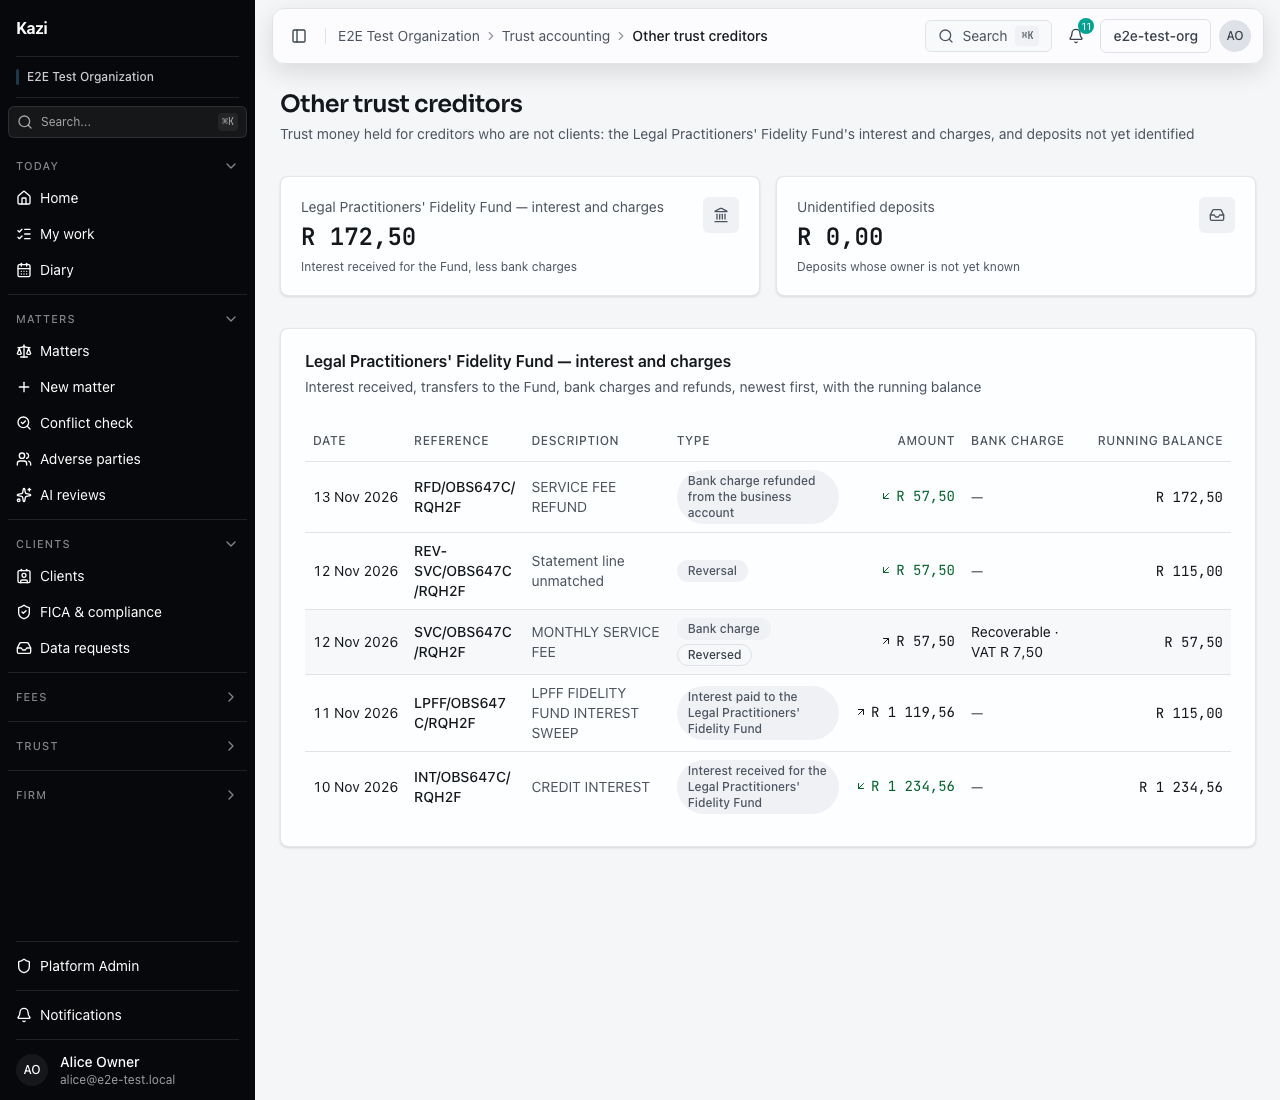 Kazi
E2E Test Organization
Search...
⌘K
TODAY
Home
My work
Diary
MATTERS
Matters
New matter
Conflict check
Adverse parties
AI reviews
CLIENTS
Clients
FICA & compliance
Data requests
FEES
TRUST
FIRM
Platform Admin
Notifications
AO
Alice Owner
alice@e2e-test.local
E2E Test Organization
Trust accounting
Other trust creditors
Search
⌘K
11
e2e-test-org
AO
Other trust creditors
Trust money held for creditors who are not clients: the Legal Practitioners' Fidelity Fund's interest and charges, and deposits not yet identified
Legal Practitioners' Fidelity Fund — interest and charges
R 172,50
Interest received for the Fund, less bank charges
Unidentified deposits
R 0,00
Deposits whose owner is not yet known
Legal Practitioners' Fidelity Fund — interest and charges
Interest received, transfers to the Fund, bank charges and refunds, newest first, with the running balance
DATE REFERENCE DESCRIPTION TYPE AMOUNT BANK CHARGE RUNNING BALANCE
13 Nov 2026
RFD/OBS647C/
RQH2F
SERVICE FEE
REFUND
Bank charge refunded
from the business
account
↙ R 57,50
—
R 172,50
12 Nov 2026
REV-
SVC/OBS647C
/RQH2F
Statement line
unmatched
Reversal
↙ R 57,50
—
R 115,00
12 Nov 2026
SVC/OBS647C
/RQH2F
MONTHLY SERVICE
FEE
Bank charge
Reversed
↗ R 57,50
Recoverable ·
VAT R 7,50
R 57,50
11 Nov 2026
LPFF/OBS647
C/RQH2F
LPFF FIDELITY
FUND INTEREST
SWEEP
Interest paid to the
Legal Practitioners'
Fidelity Fund
↗ R 1 119,56
—
R 115,00
10 Nov 2026
INT/OBS647C/
RQH2F
CREDIT INTEREST
Interest received for the
Legal Practitioners'
Fidelity Fund
↙ R 1 234,56
—
R 1 234,56